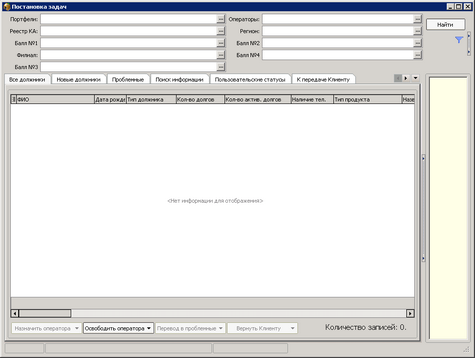 Постановка задач
Портфели: Операторы: Найти
Реестр КА: Регион:
Балл №1 Балл №2
Филиал: Балл №4
Балл №3
Все должники Новые должники Проблемные Поиск информации Пользовательские статусы К передаче Клиенту
ФИО Дата рожде Тип должника Кол-во долгов Кол-во актив. долгов Наличие тел. Тип продукта Назв
<Нет информации для отображения>
Назначить оператора Освободить оператора Перевод в проблемные Вернуть Клиенту Количество записей: 0.